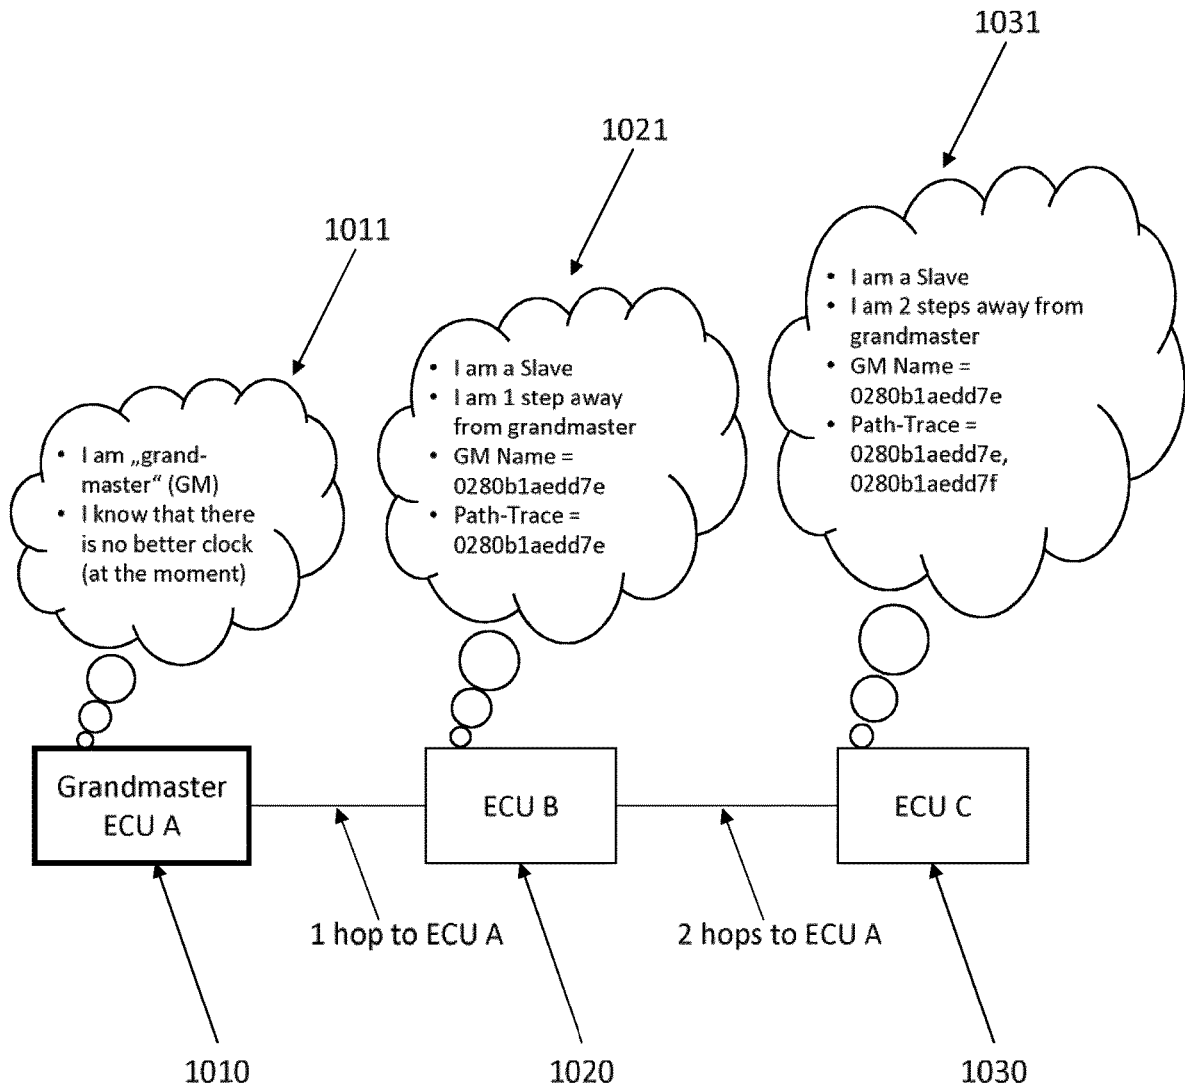 1031
1021
1011
• I am a Slave
• I am 2 steps away from
grandmaster
• GM Name =
0280b1aedd7e
• Path-Trace =
0280b1aedd7e,
0280b1aedd7f
• I am a Slave
• I am 1 step away
from grandmaster
• GM Name =
0280b1aedd7e
• Path-Trace =
0280b1aedd7e
• I am „grand-
master“ (GM)
• I know that there
is no better clock
(at the moment)
Grandmaster
ECU A
ECU B
ECU C
1 hop to ECU A
2 hops to ECU A
1010
1020
1030